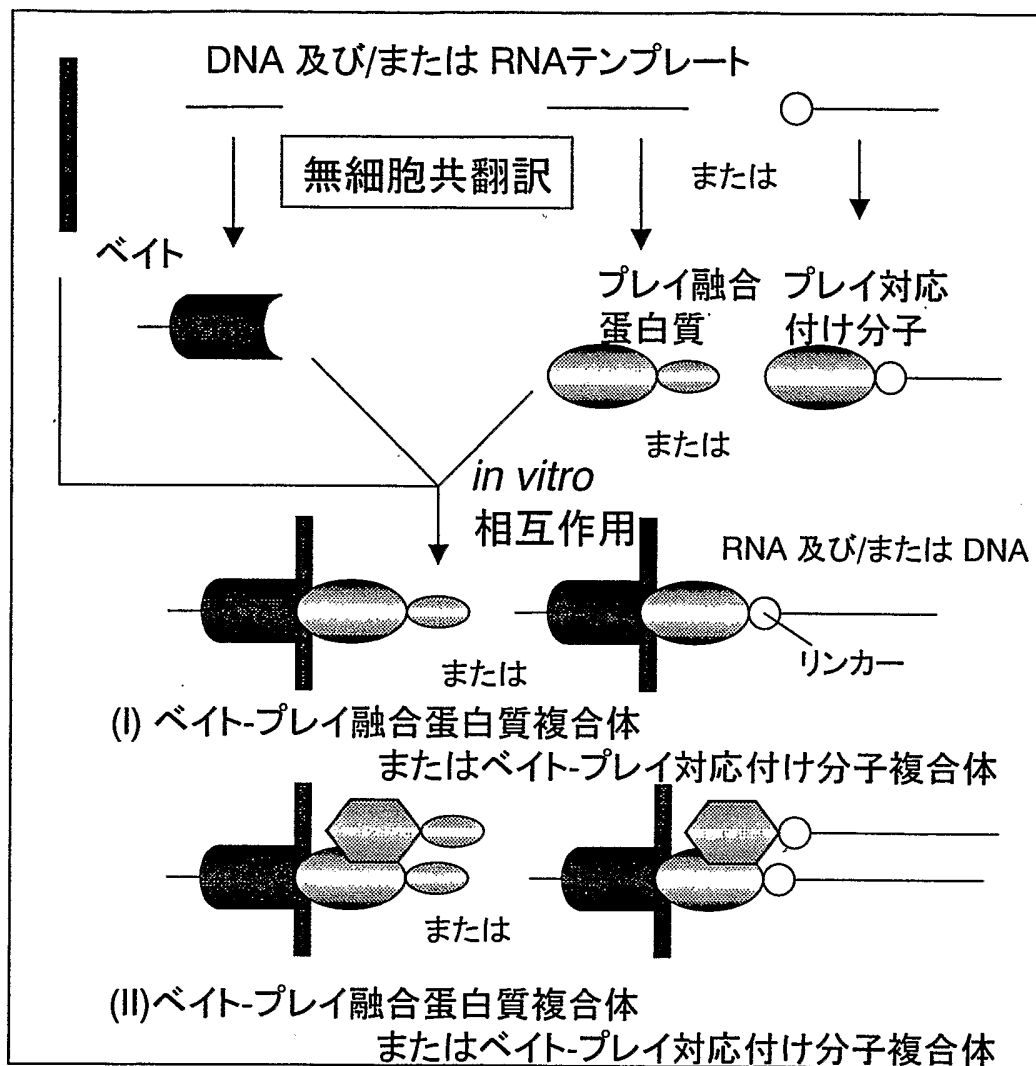 DNA 及び/または RNAテンプレート
無細胞共翻訳
または
ベイト
プレイ融合
蛋白質
プレイ対応
付け分子
または
in vitro
相互作用
RNA 及び/または DNA
リンカー
または
(I) ベイト-プレイ融合蛋白質複合体
またはベイト-プレイ対応付け分子複合体
または
(II)ベイト-プレイ融合蛋白質複合体
またはベイト-プレイ対応付け分子複合体